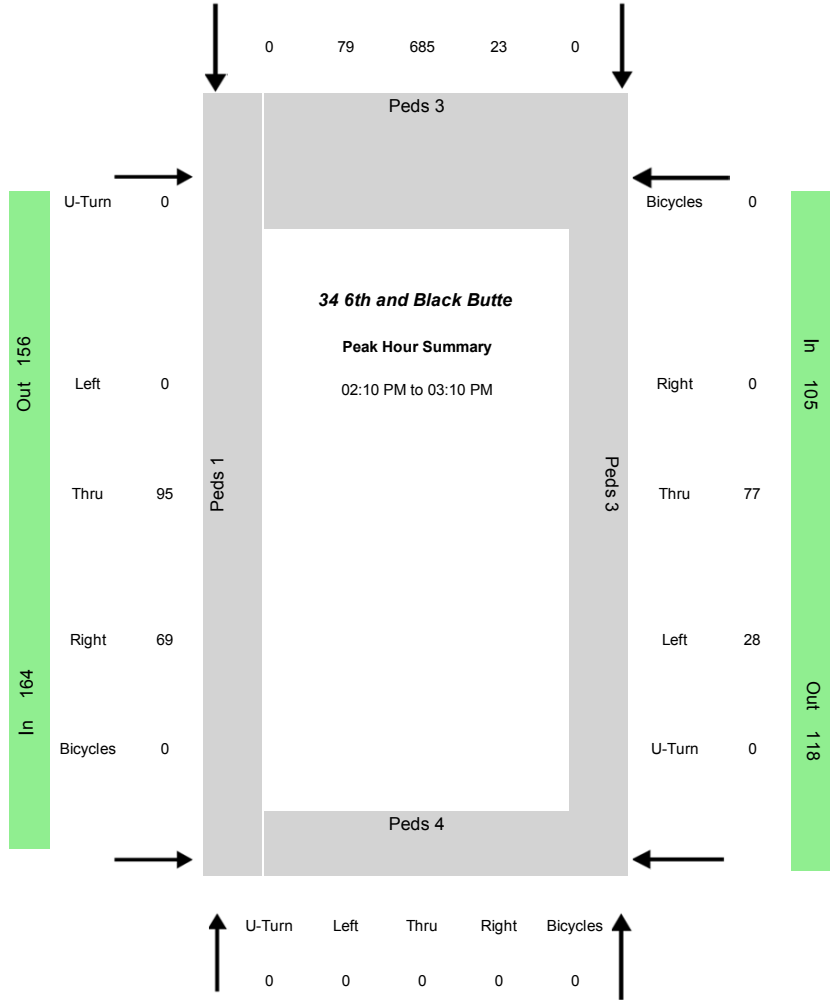 0 79 685 23 0
Peds 3
U-Turn 0
Bicycles 0
34 6th and Black Butte
Peak Hour Summary
02:10 PM to 03:10 PM
Out 156
Left 0
Right 0
In 105
Peds 1
Thru 95
Peds 3
Thru 77
Right 69
Left 28
In 164
Out 118
Bicycles 0
U-Turn 0
Peds 4
U-Turn Left Thru Right Bicycles
0 0 0 0 0